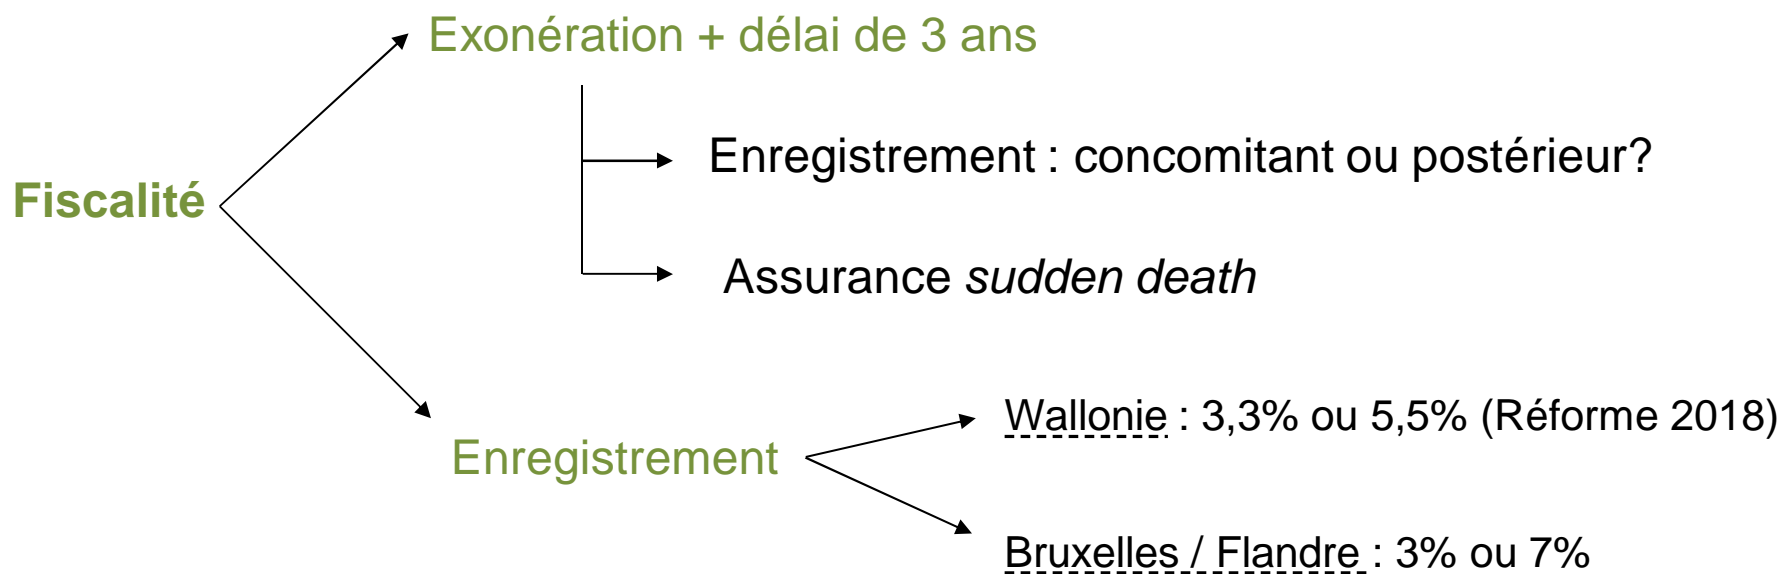 Exonération + délai de 3 ans
Enregistrement : concomitant ou postérieur?
Fiscalité
Assurance sudden death
Wallonie : 3,3% ou 5,5% (Réforme 2018)
Enregistrement
Bruxelles / Flandre : 3% ou 7%